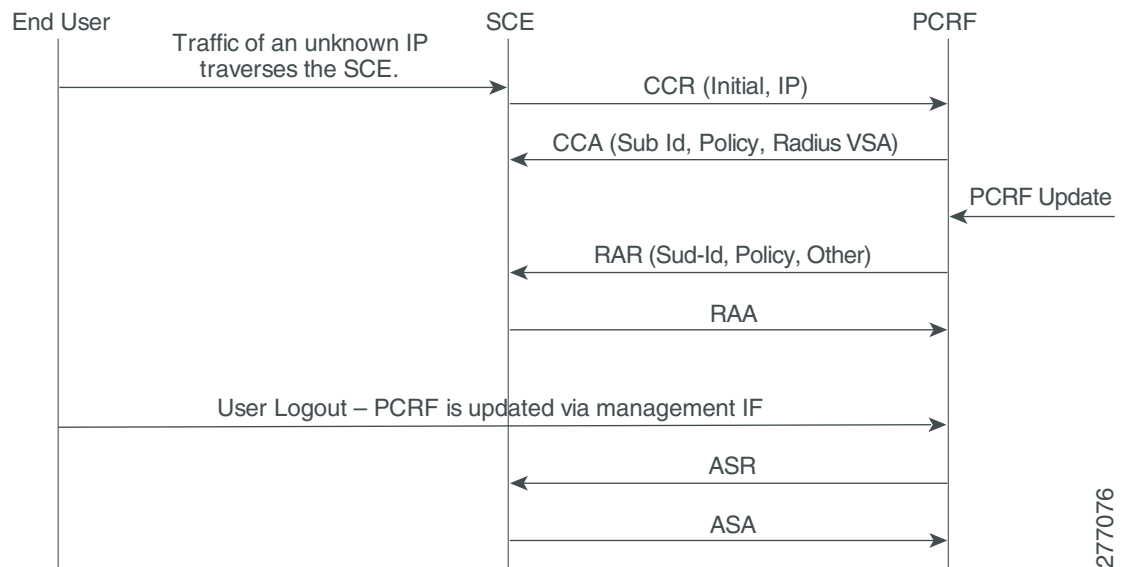 End User
SCE
PCRF
Traffic of an unknown IP
traverses the SCE.
CCR (Initial, IP)
CCA (Sub Id, Policy, Radius VSA)
PCRF Update
RAR (Sud-Id, Policy, Other)
RAA
User Logout – PCRF is updated via management IF
ASR
ASA
277076